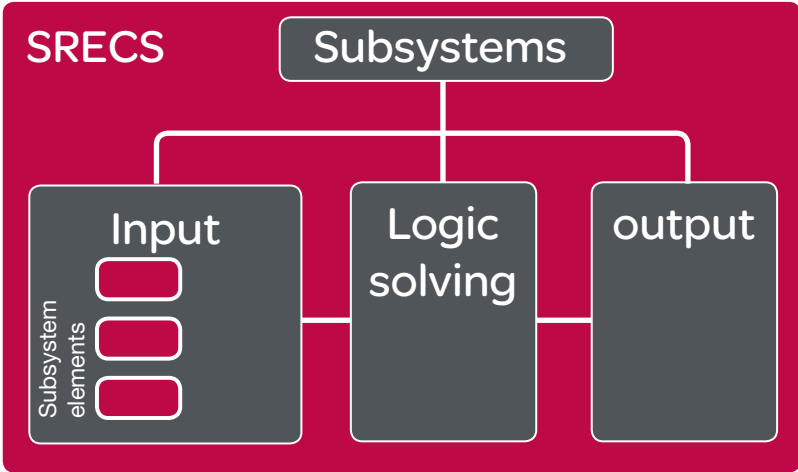 SRECS
Subsystems
Input
Subsystem
elements
Logic
solving
output